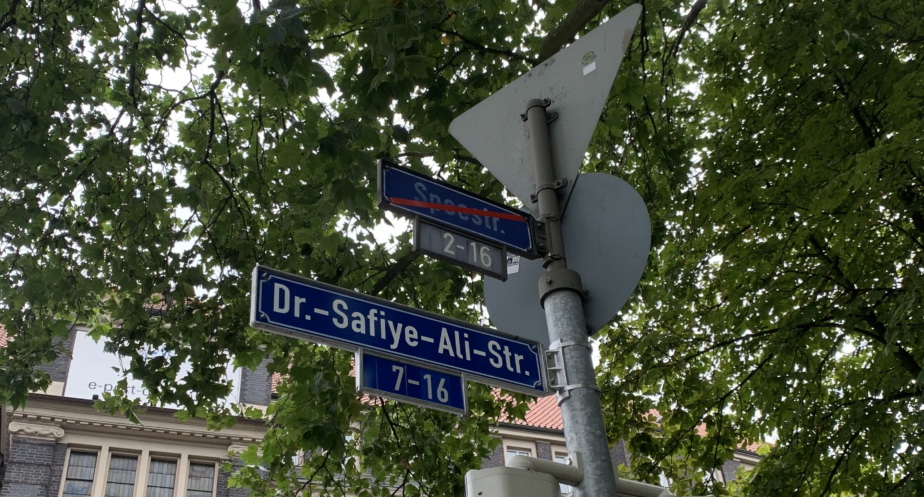 Speestr.
2-16
Dr.-Safiye-Ali-Str.
7-16